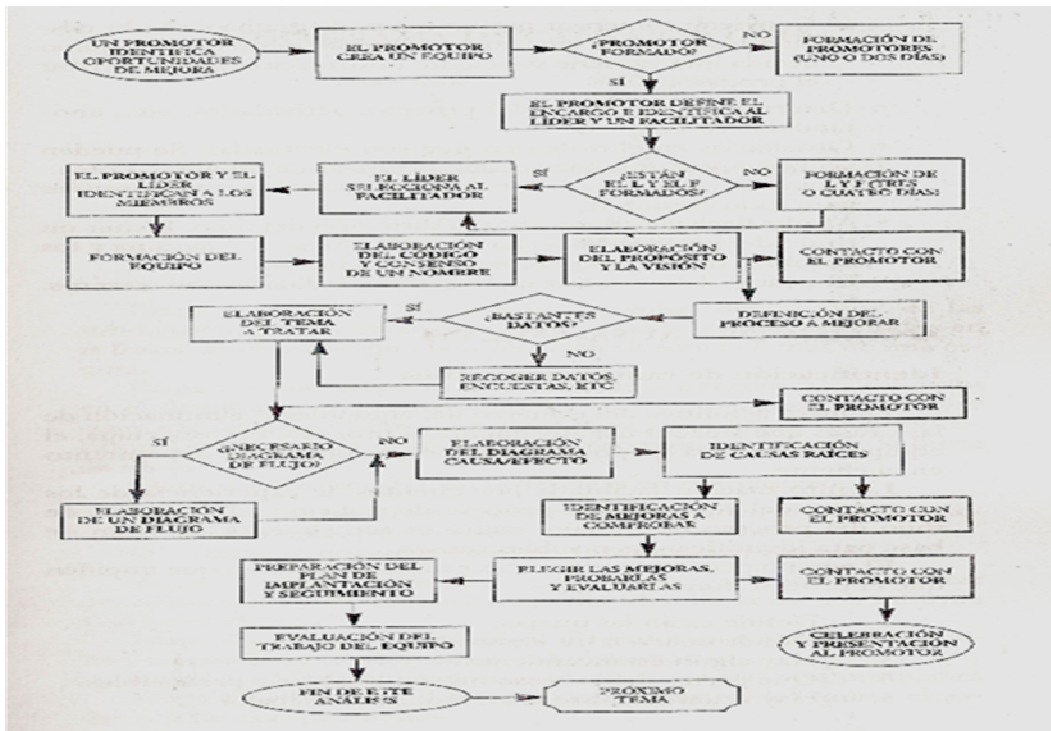 UN PROMOTOR
IDENTIFICA
OPORTUNIDADES
DE MEJORA
EL PROMOTOR
CREA UN EQUIPO
¿PROMOTOR
FORMADO?
NO
FORMACIÓN DE
PROMOTORES
(UNO O DOS DÍAS)
SÍ
EL PROMOTOR DEFINE EL
ENCARGO E IDENTIFICA AL
LÍDER Y UN FACILITADOR
EL PROMOTOR Y EL
LÍDER
IDENTIFICAN A LOS
MIEMBROS
EL LÍDER
SELECCIONA AL
FACILITADOR
SÍ
¿ESTÁN
EL L Y EL F
FORMADOS?
NO
FORMACIÓN DE
L Y F (TRES
O CUATRO DÍAS)
FORMACIÓN DEL
EQUIPO
ELABORACIÓN
DEL CÓDIGO
Y CONSENSO
DE UN NOMBRE
ELABORACIÓN
DEL PROPÓSITO
Y LA VISIÓN
CONTACTO CON
EL PROMOTOR
ELABORACIÓN
DEL TEMA
A TRATAR
SÍ
¿BASTANTES
DATOS?
DEFINICIÓN DEL
PROCESO A MEJORAR
NO
RECOGER DATOS,
ENCUESTAS, ETC
CONTACTO CON
EL PROMOTOR
SÍ
¿NECESARIO
DIAGRAMA
DE FLUJO?
NO
ELABORACIÓN
DEL DIAGRAMA
CAUSA/EFECTO
IDENTIFICACIÓN
DE CAUSAS RAÍCES
ELABORACIÓN
DE UN DIAGRAMA
DE FLUJO
IDENTIFICACIÓN
DE MEJORAS A
COMPROBAR
CONTACTO CON
EL PROMOTOR
PREPARACIÓN DEL
PLAN DE
IMPLANTACIÓN
Y SEGUIMIENTO
ELEGIR LAS MEJORAS,
PROBARLAS
Y EVALUARLAS
CONTACTO CON
EL PROMOTOR
EVALUACIÓN DEL
TRABAJO DEL EQUIPO
CELEBRACIÓN
Y PRESENTACIÓN
AL PROMOTOR
FIN DE ESTE
ANÁLISIS
PRÓXIMO
TEMA